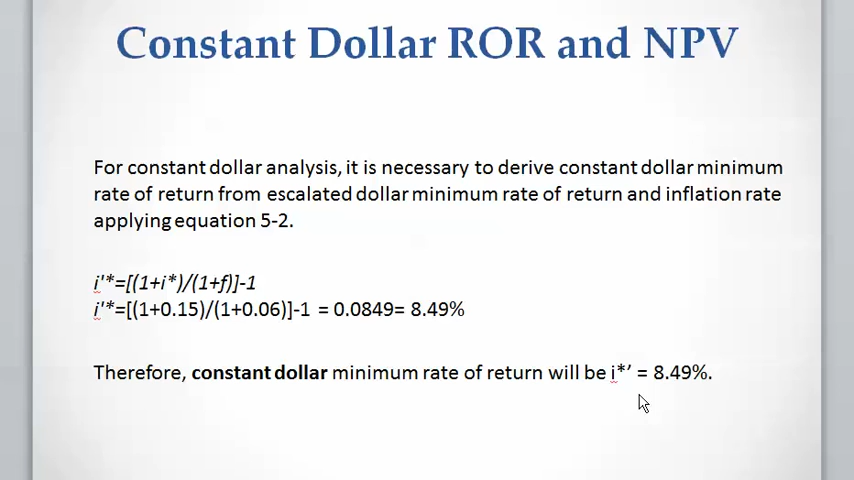 Constant Dollar ROR and NPV
For constant dollar analysis, it is necessary to derive constant dollar minimum
rate of return from escalated dollar minimum rate of return and inflation rate
applying equation 5-2.
i'*=[(1+i*)/(1+f)]-1
i'*=[(1+0.15)/(1+0.06)]-1 = 0.0849= 8.49%
Therefore, constant dollar minimum rate of return will be i*’ = 8.49%.